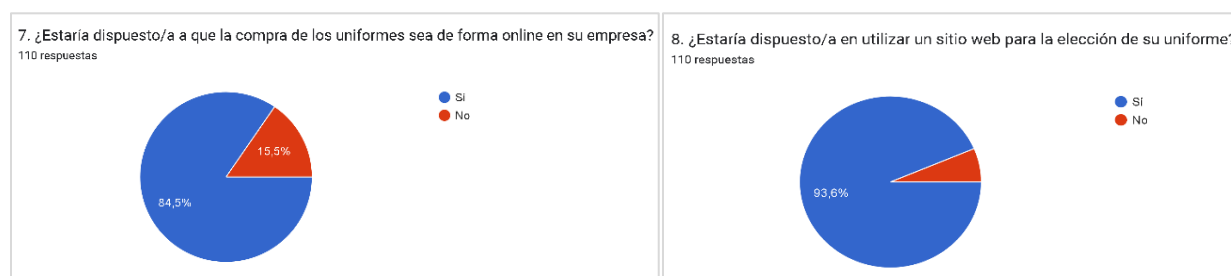 7. ¿Estaría dispuesto/a a que la compra de los uniformes sea de forma online en su empresa?
110 respuestas
Sí
No
15,5%
84,5%
8. ¿Estaría dispuesto/a en utilizar un sitio web para la elección de su uniforme?
110 respuestas
Sí
No
93,6%